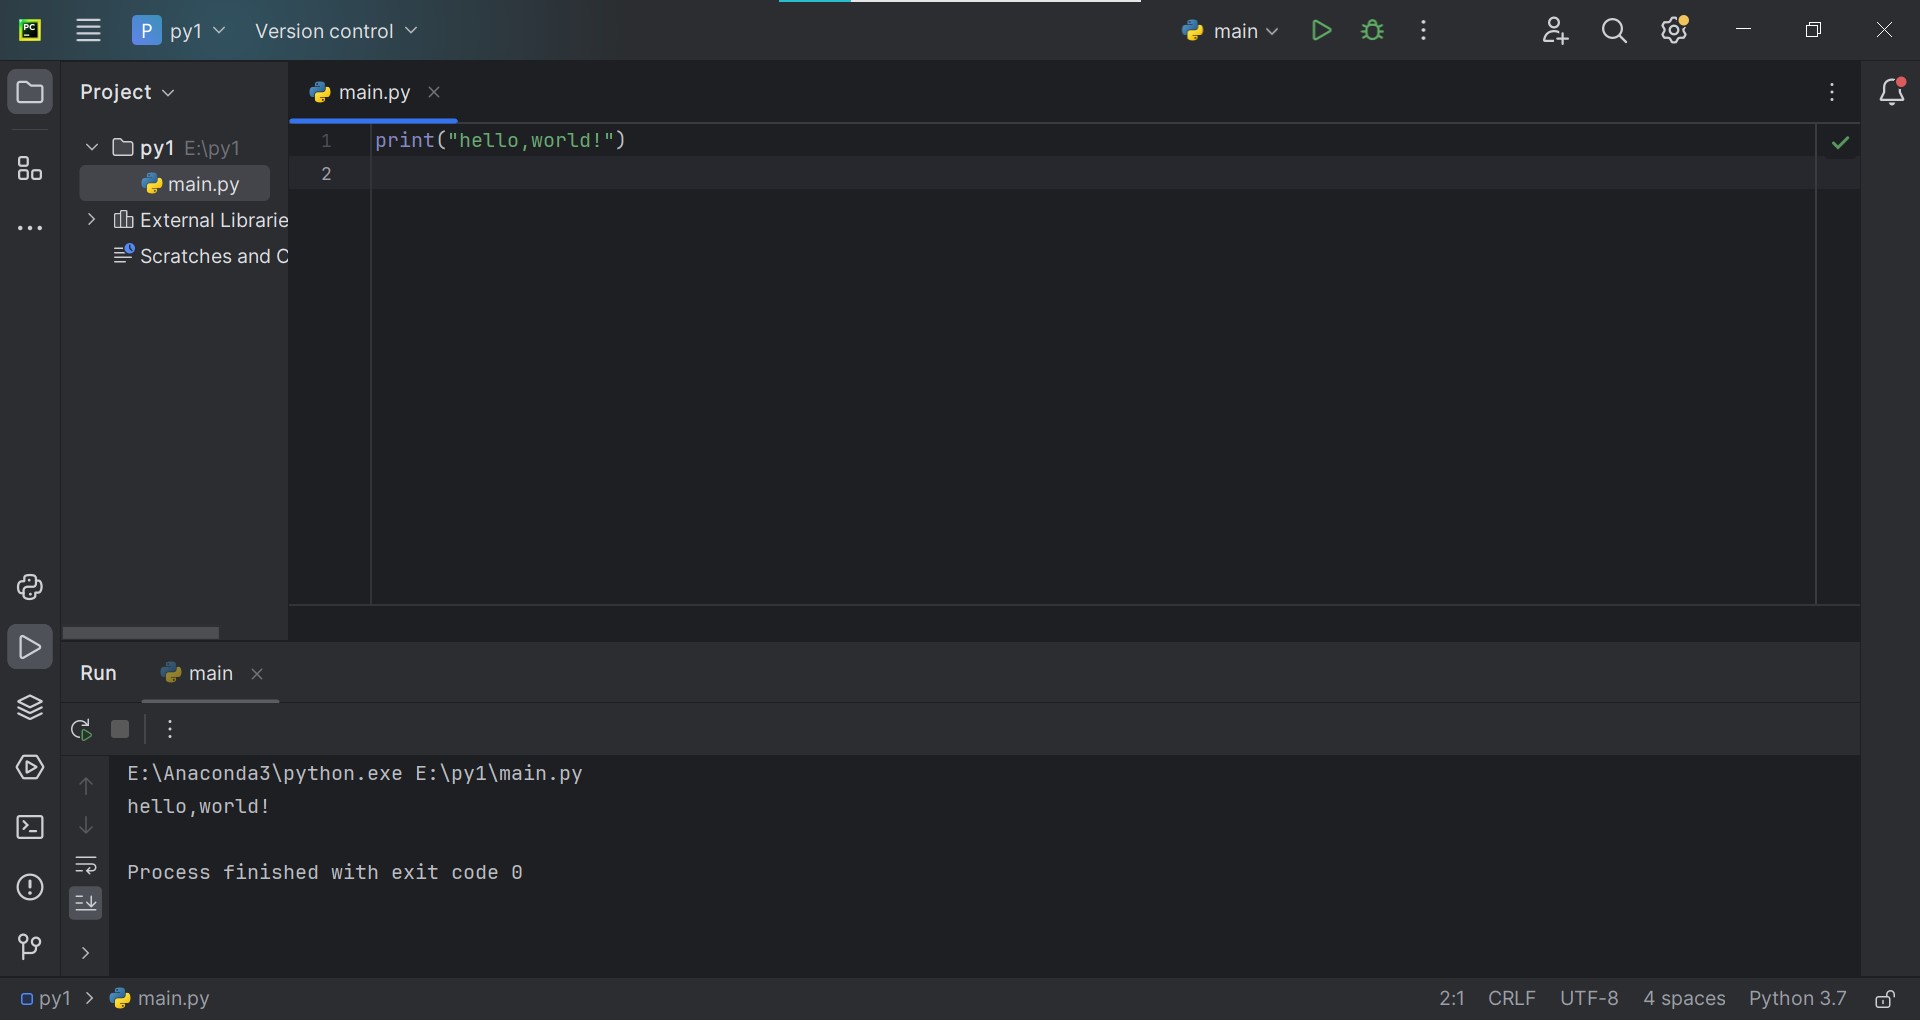 PC
P py1 Version control main
Project main.py
py1 E:\py1
main.py
External Librarie
Scratches and C
1 print("hello,world!")
2
Run main
E:\Anaconda3\python.exe E:\py1\main.py
hello,world!
Process finished with exit code 0
py1 > main.py 2:1 CRLF UTF-8 4 spaces Python 3.7